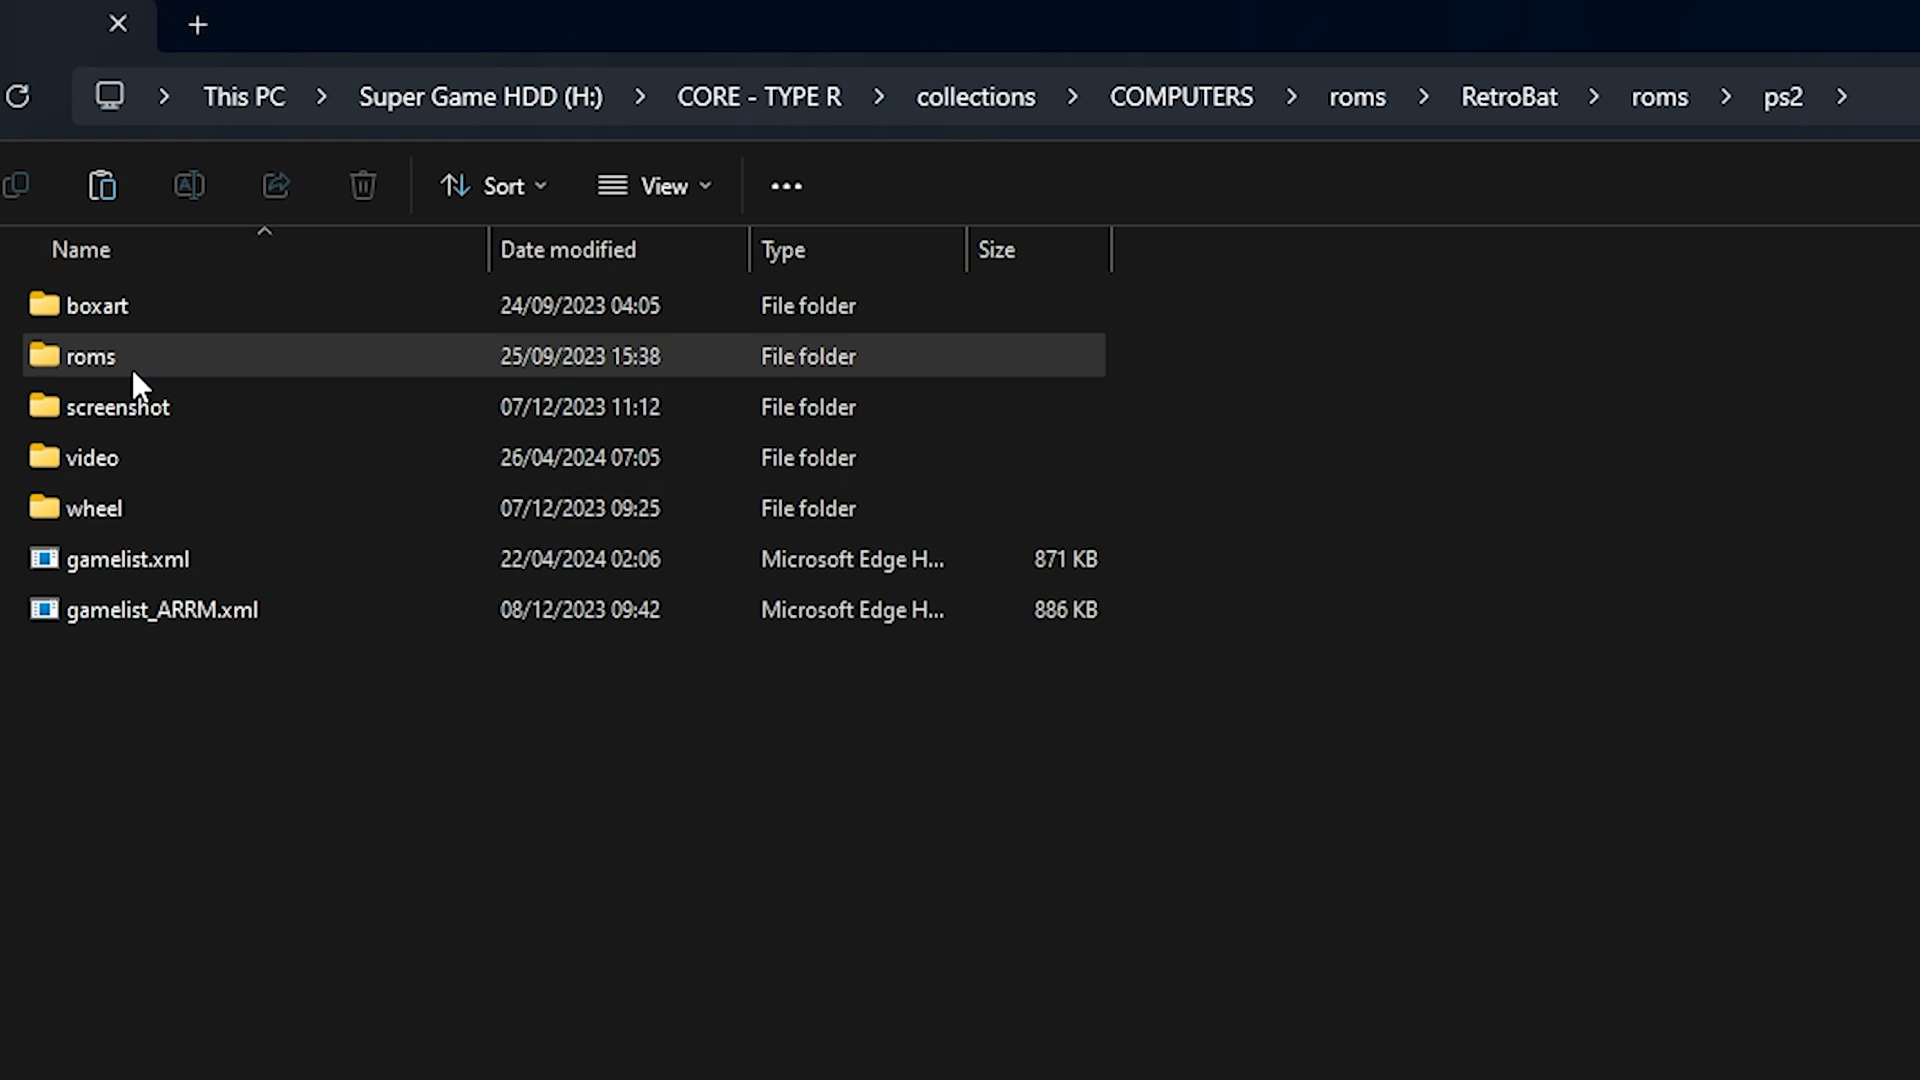 This PC > Super Game HDD (H:) > CORE - TYPE R > collections > COMPUTERS > roms > RetroBat > roms > ps2 >
Sort View
Name Date modified Type Size
boxart 24/09/2023 04:05 File folder
roms 25/09/2023 15:38 File folder
screenshot 07/12/2023 11:12 File folder
video 26/04/2024 07:05 File folder
wheel 07/12/2023 09:25 File folder
gamelist.xml 22/04/2024 02:06 Microsoft Edge H... 871 KB
gamelist_ARRM.xml 08/12/2023 09:42 Microsoft Edge H... 886 KB